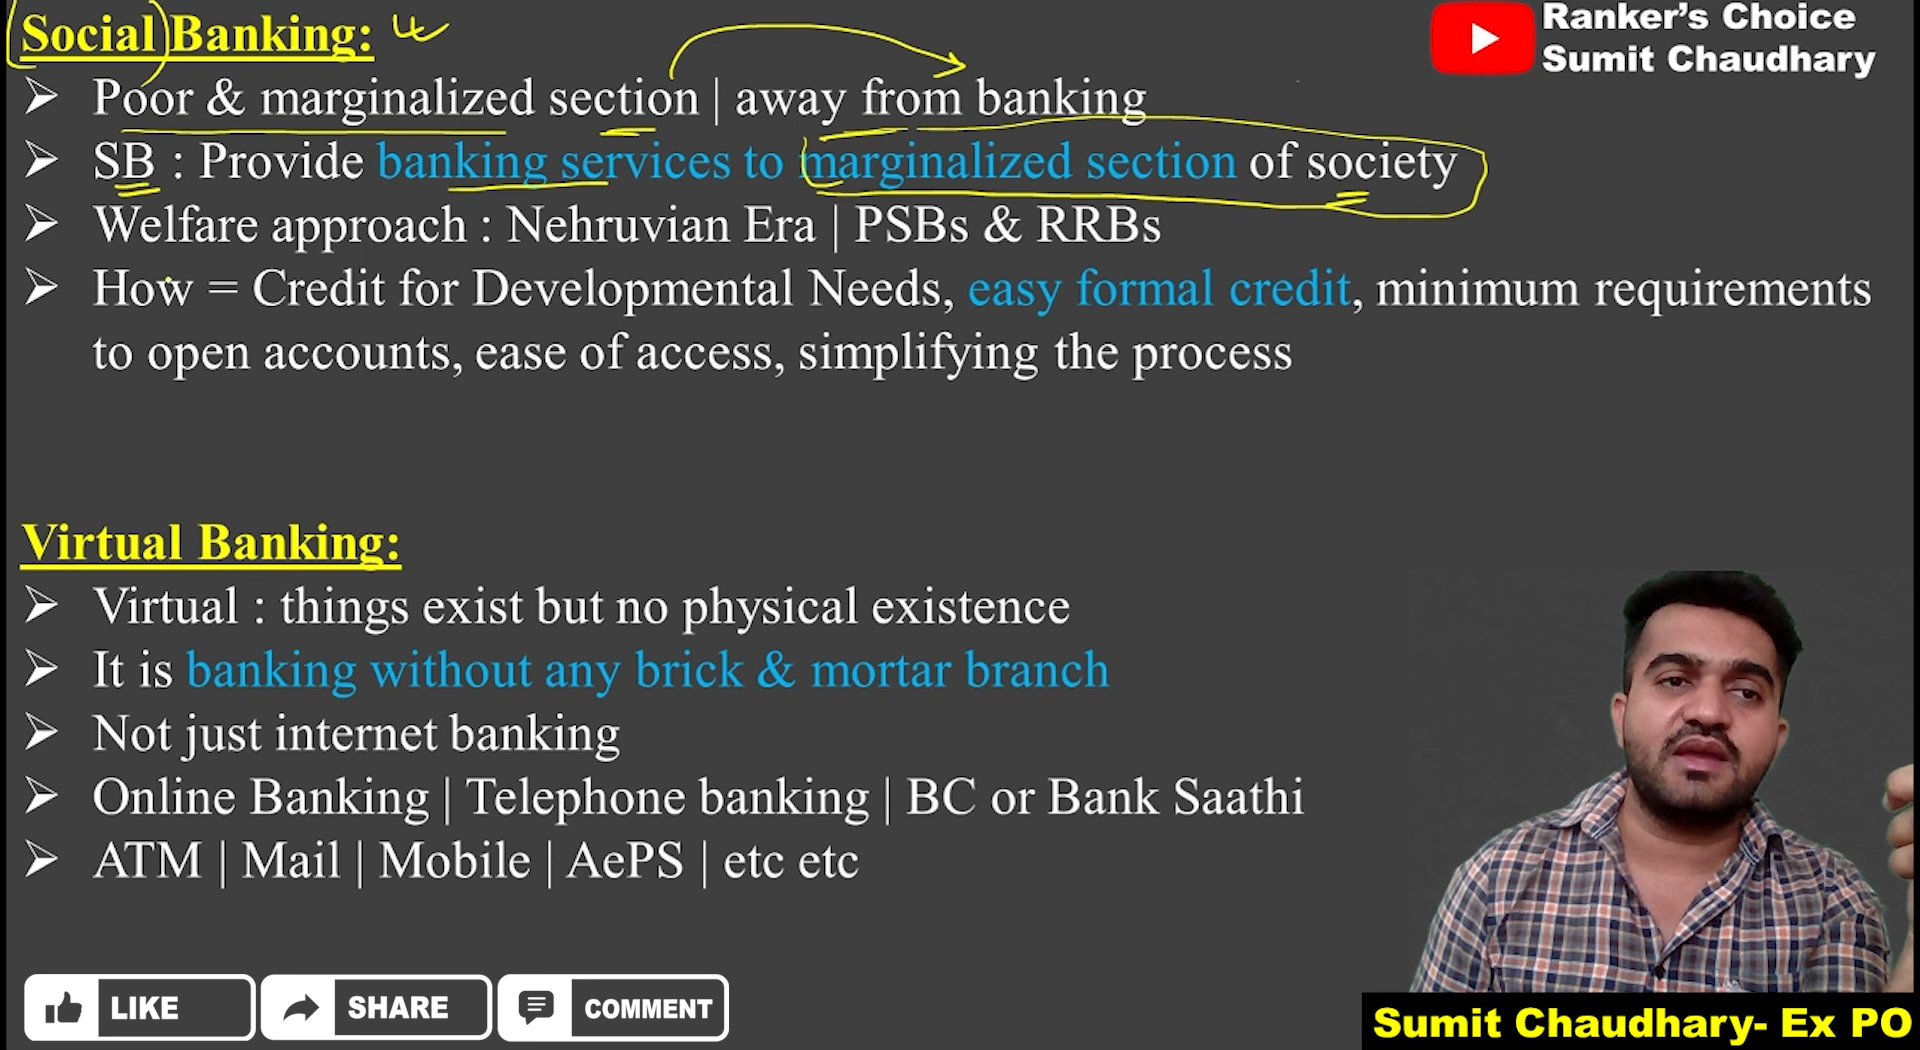 Social Banking:
Ranker's Choice
Sumit Chaudhary
➤ Poor & marginalized section | away from banking
➤ SB : Provide banking services to marginalized section of society
➤ Welfare approach : Nehruvian Era | PSBs & RRBs
➤ How = Credit for Developmental Needs, easy formal credit, minimum requirements
to open accounts, ease of access, simplifying the process
Virtual Banking:
➤ Virtual : things exist but no physical existence
➤ It is banking without any brick & mortar branch
➤ Not just internet banking
➤ Online Banking | Telephone banking | BC or Bank Saathi
➤ ATM | Mail | Mobile | AePS | etc etc
LIKE SHARE COMMENT
Sumit Chaudhary- Ex PO